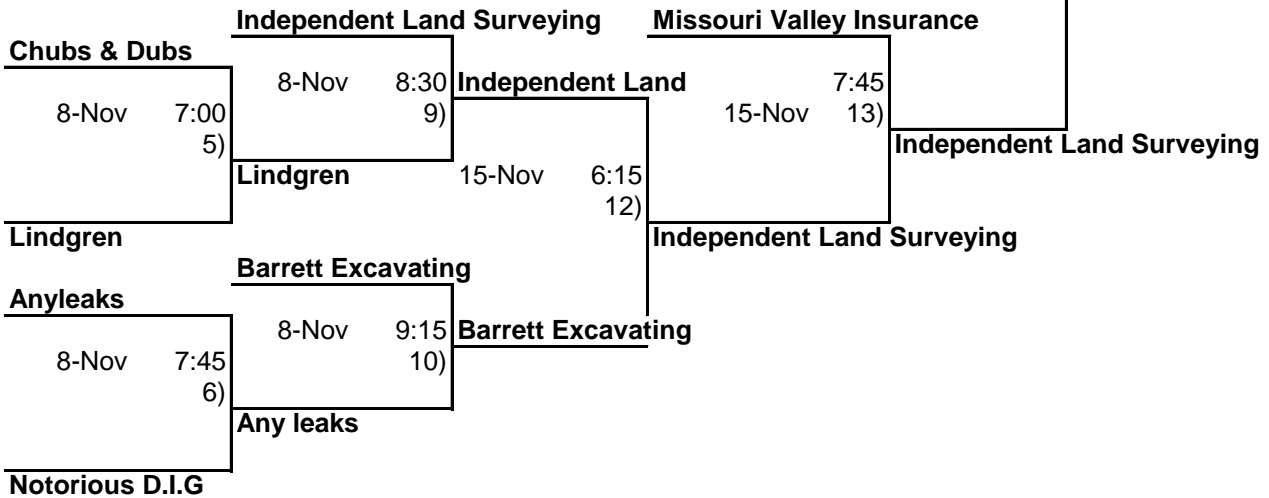 Independent Land Surveying Missouri Valley Insurance
Chubs & Dubs
8-Nov 8:30 Independent Land 7:45
8-Nov 7:00 9) 15-Nov 13)
5) Independent Land Surveying
Lindgren 15-Nov 6:15
12)
Lindgren Independent Land Surveying
Barrett Excavating
Anyleaks
8-Nov 9:15 Barrett Excavating
8-Nov 7:45 10)
6)
Any leaks
Notorious D.I.G